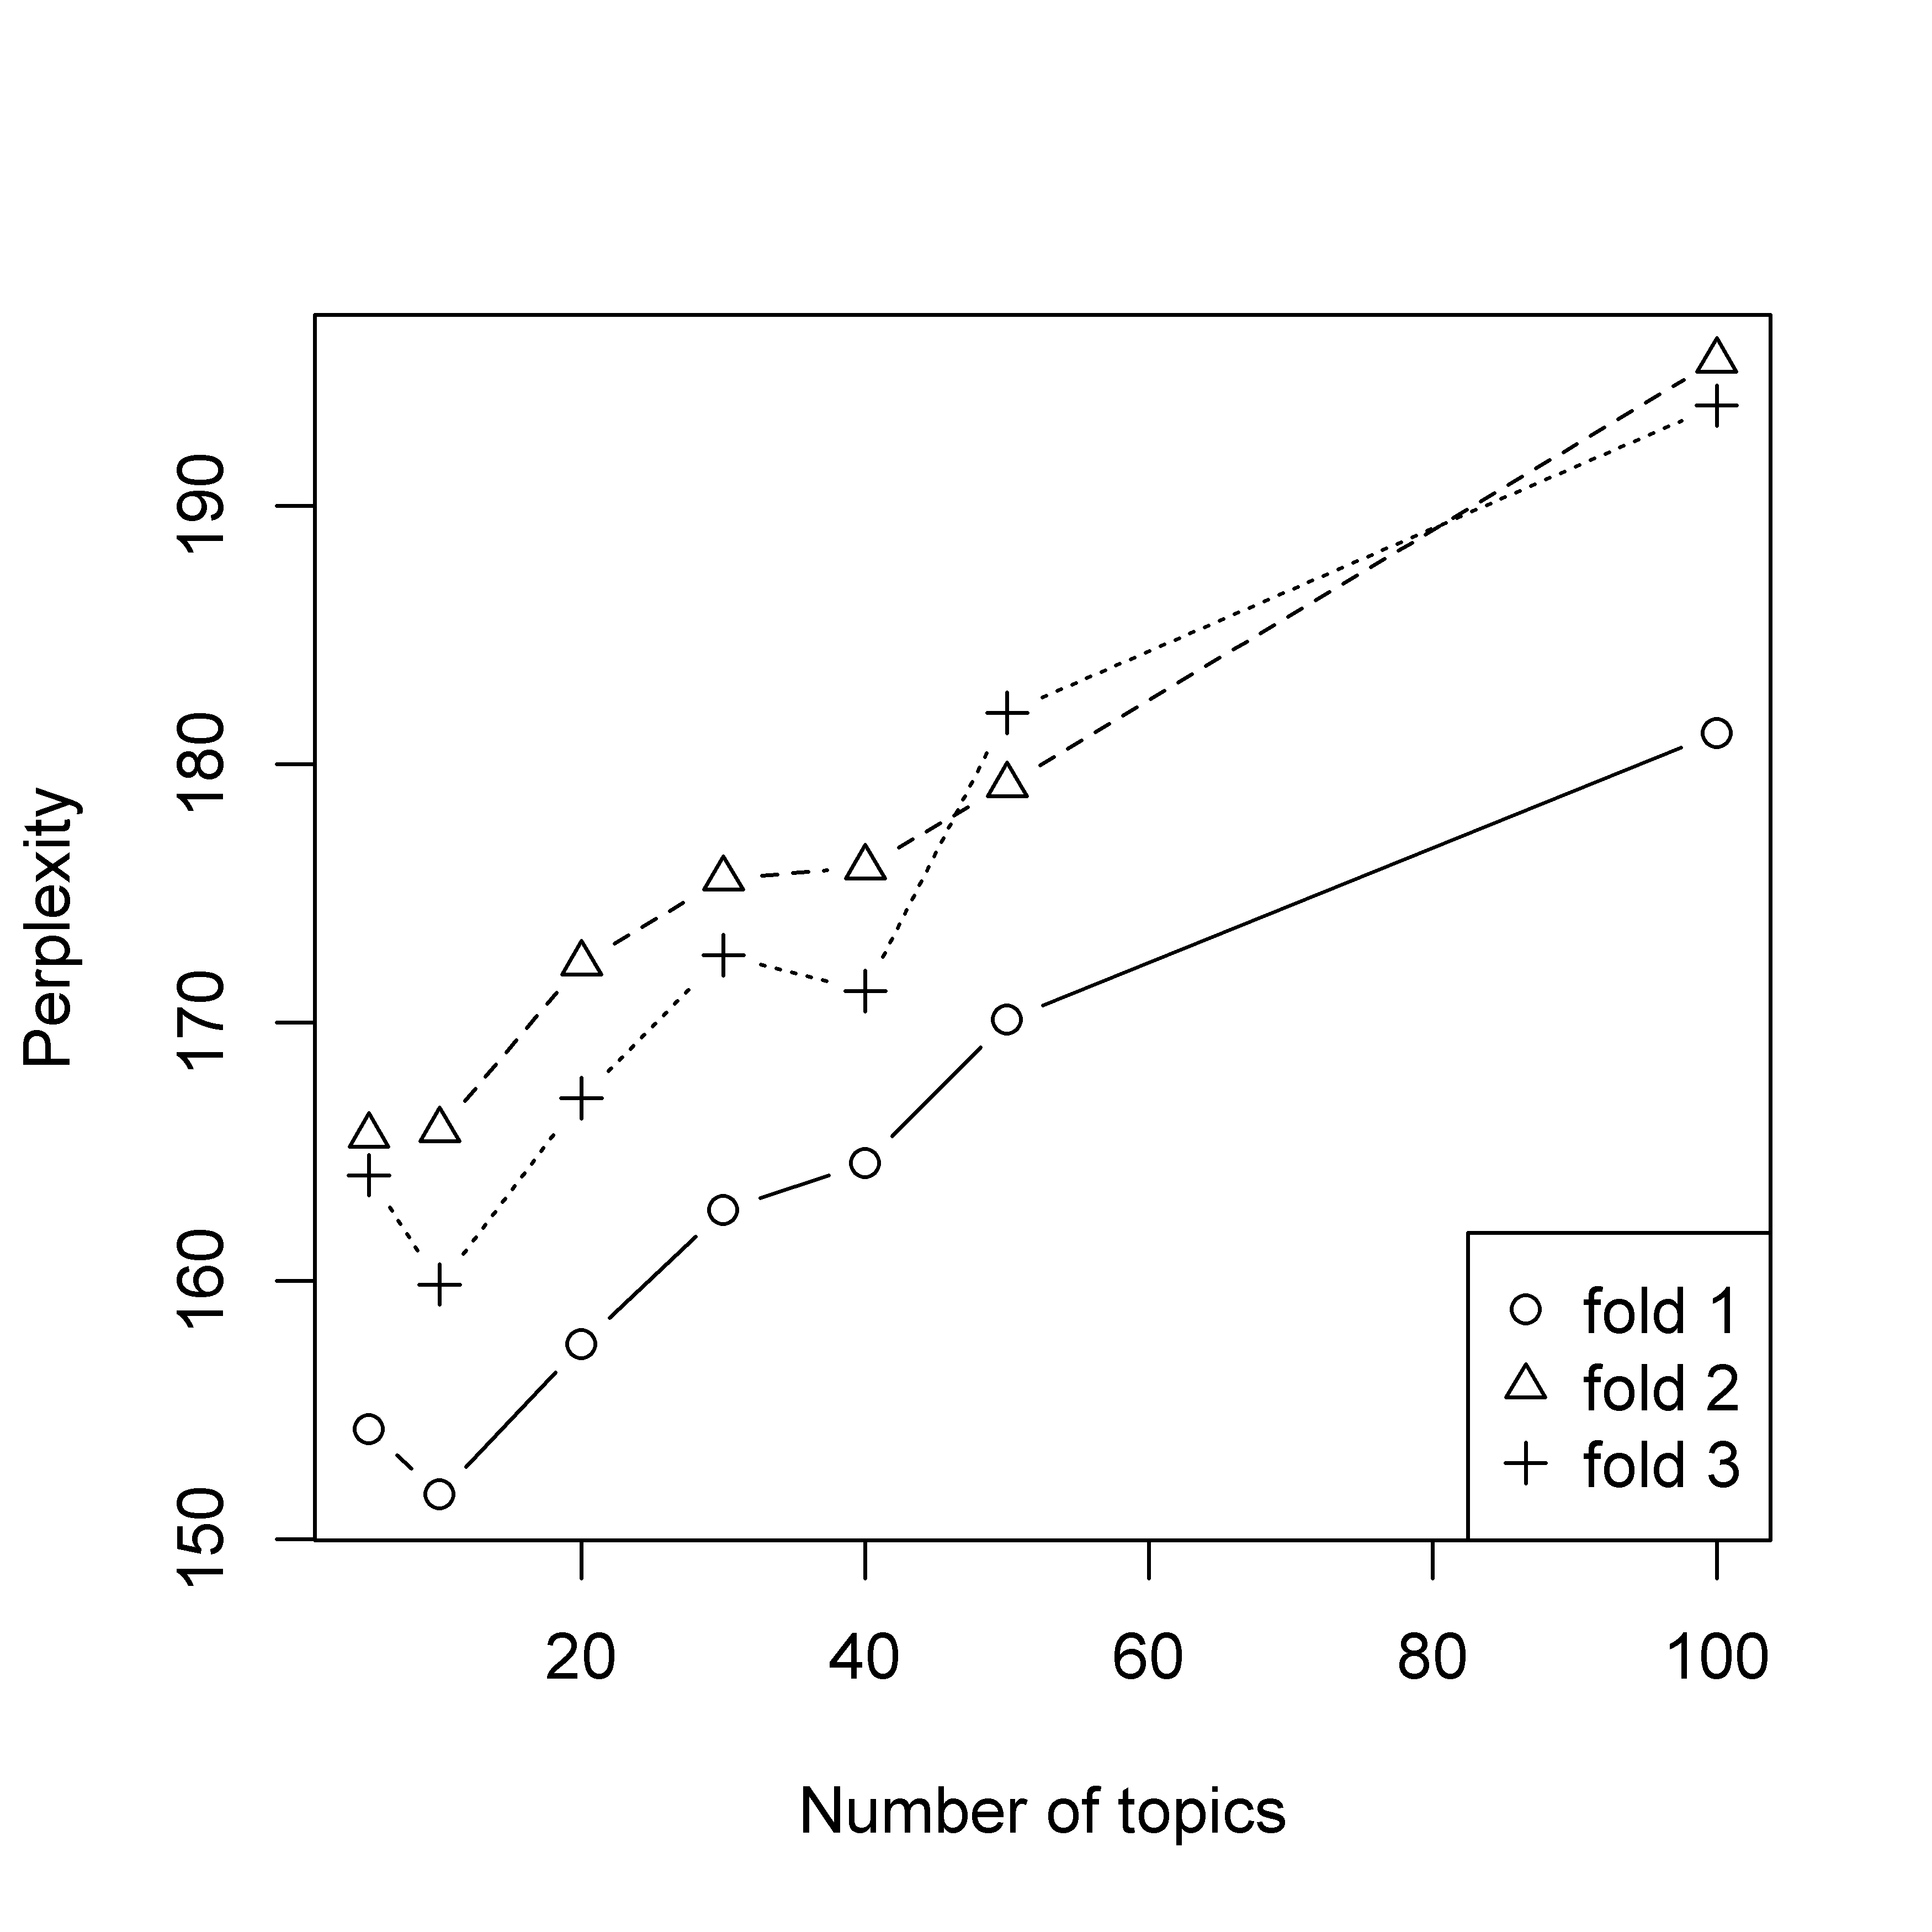 Perplexity
190
180
170
160
150
20 40 60 80 100
Number of topics
fold 1
fold 2
fold 3